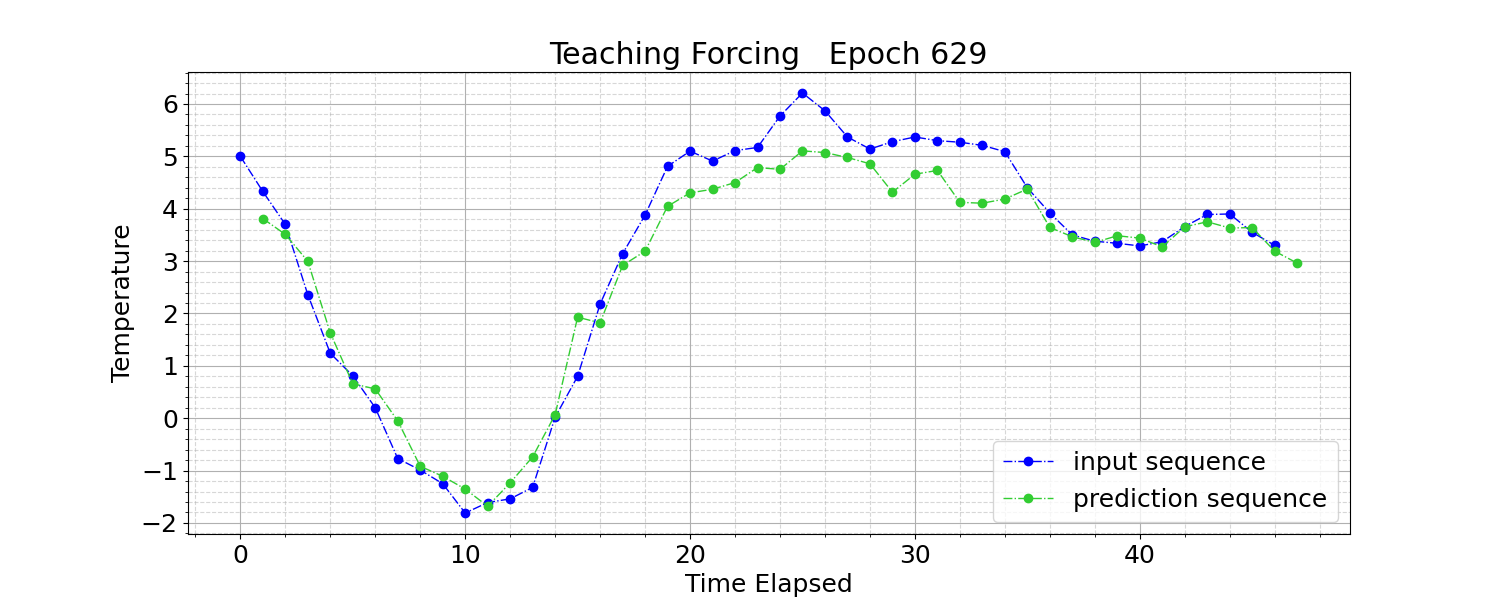 Teaching Forcing   Epoch 629
6
5
4
3
2
1
0
−1
−2
Temperature
0 10 20 30 40
Time Elapsed
input sequence
prediction sequence